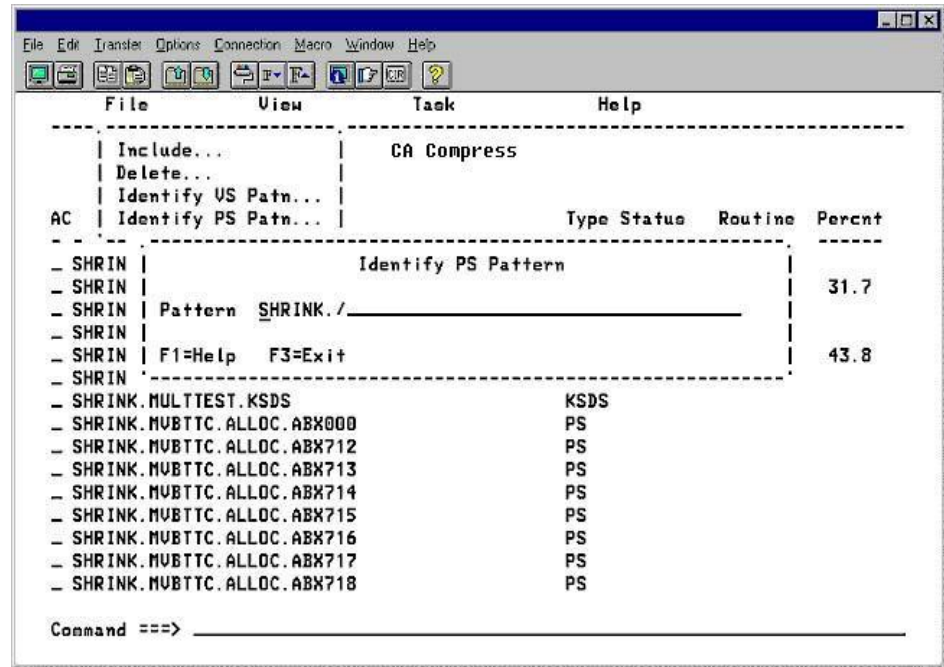 File Edit Transfer Options Connection Macro Window Help
File View Task Help
Include... CA Compress
Delete...
Identify VS Patn...
AC Identify PS Patn... Type Status Routine Percnt
_ SHRIN Identify PS Pattern
_ SHRIN 31.7
_ SHRIN Pattern SHRINK./
_ SHRIN
_ SHRIN F1=Help F3=Exit 43.8
_ SHRIN
_ SHRINK.MULTTEST.KSDS KSDS
_ SHRINK.MVBTTC.ALLOC.ABX000 PS
_ SHRINK.MVBTTC.ALLOC.ABX712 PS
_ SHRINK.MVBTTC.ALLOC.ABX713 PS
_ SHRINK.MVBTTC.ALLOC.ABX714 PS
_ SHRINK.MVBTTC.ALLOC.ABX715 PS
_ SHRINK.MVBTTC.ALLOC.ABX716 PS
_ SHRINK.MVBTTC.ALLOC.ABX717 PS
_ SHRINK.MVBTTC.ALLOC.ABX718 PS
Command ===>